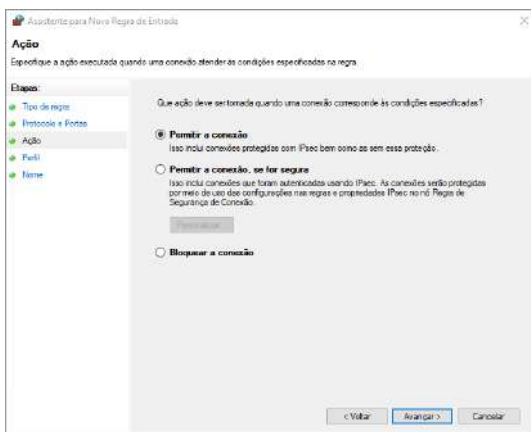 Assistente para Nova Regra de Entrada
Ação
Especifique a ação executada quando uma conexão atender às condições especificadas na regra.
Etapas:
Tipo de regra
Protocolo e Portas
Ação
Perfil
Nome
Que ação deve ser tomada quando uma conexão corresponde às condições especificadas?
Permitir a conexão
Isso inclui conexões protegidas com IPsec bem como as sem essa proteção.
Permitir a conexão, se for segura
Isso inclui conexões que foram autenticadas usando IPsec. As conexões serão protegidas
por meio de uso das configurações nas regras e propriedades IPsec no nó Regra de
Segurança de Conexão.
Personalizar...
Bloquear a conexão
< Voltar
Avançar >
Cancelar